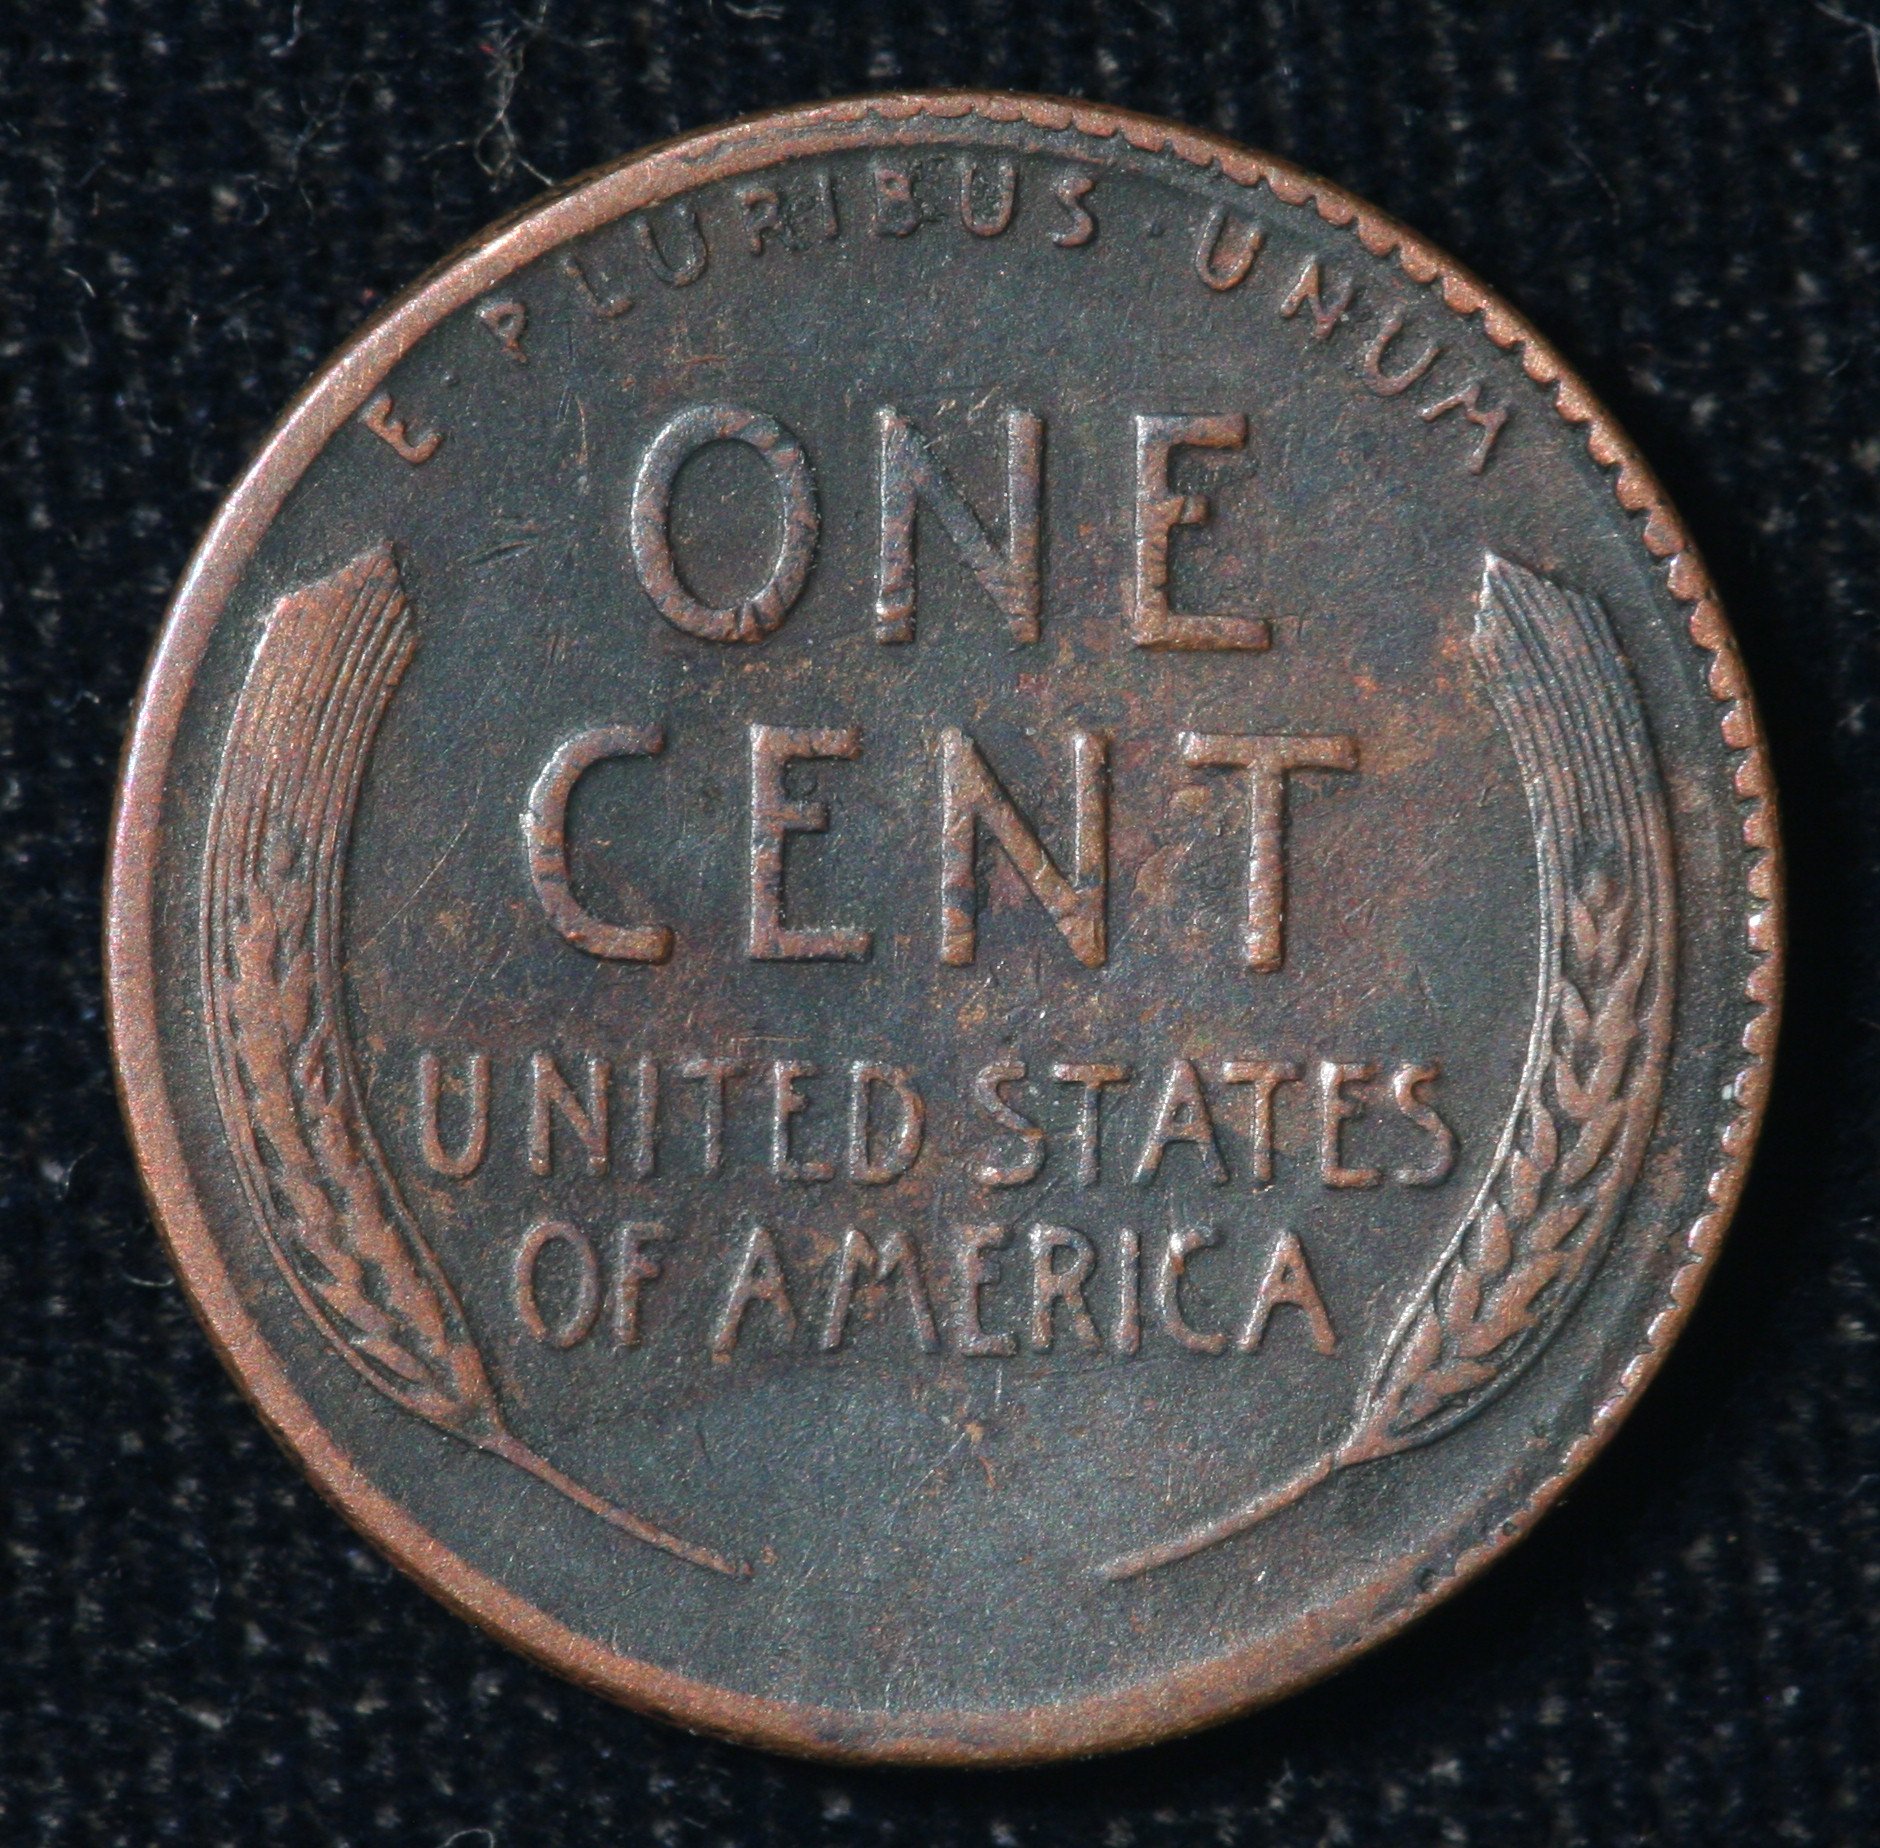 E·PLURIBUS·UNUM
ONE
CENT
UNITED STATES
OF AMERICA